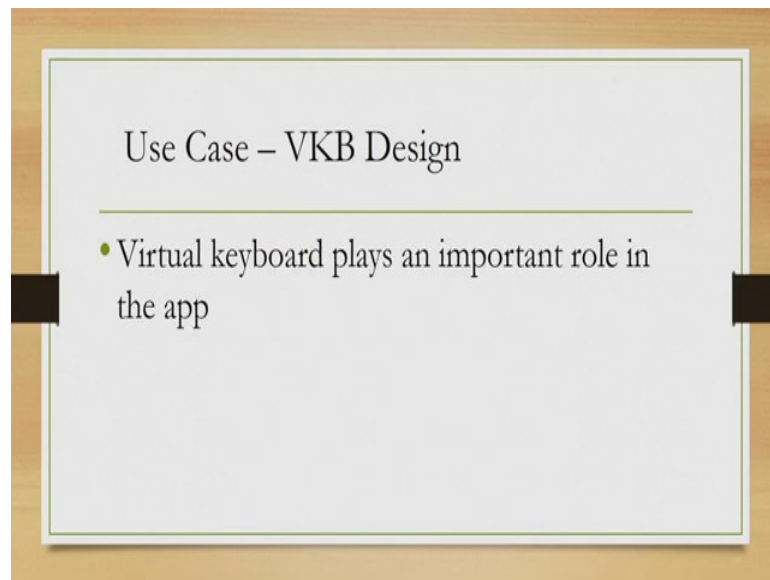 Use Case – VKB Design
• Virtual keyboard plays an important role in
the app